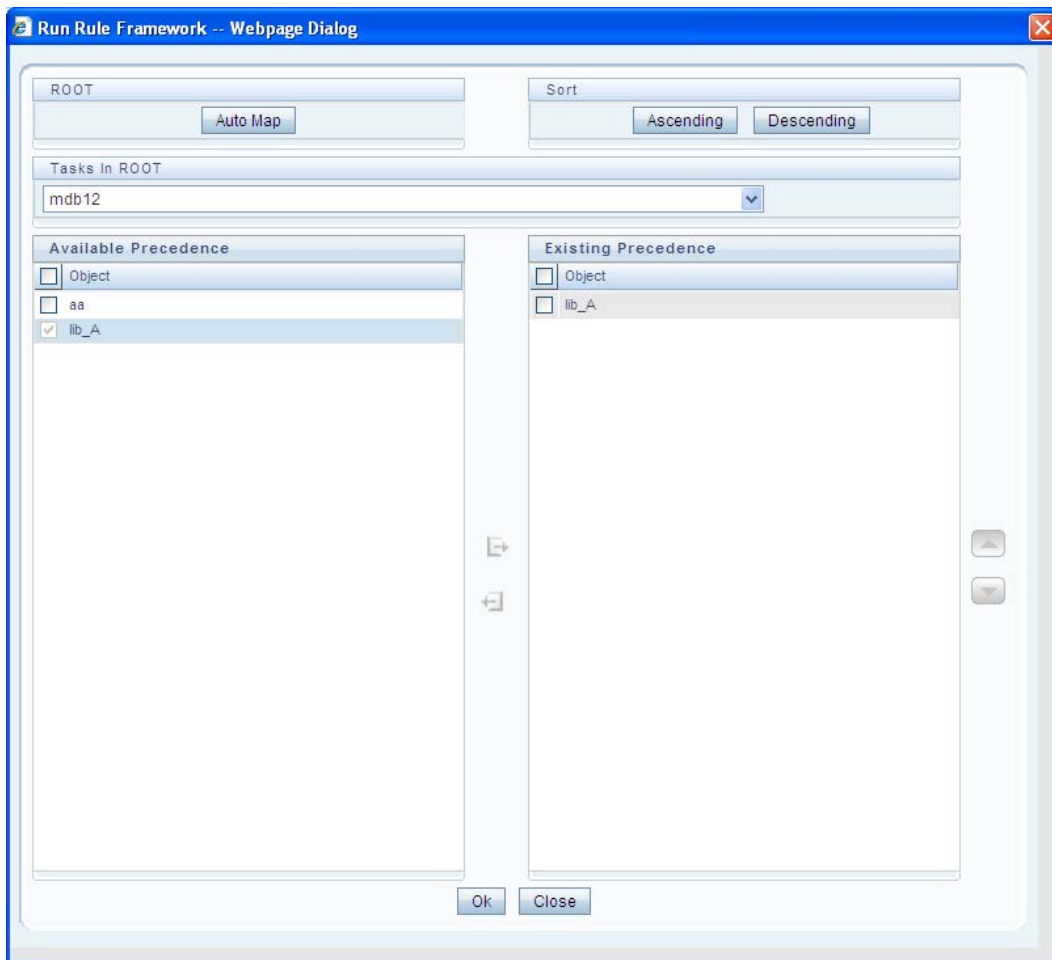 Run Rule Framework -- Webpage Dialog
ROOT
Sort
Auto Map
Ascending
Descending
Tasks In ROOT
mdb12
Available Precedence
Existing Precedence
Object
Object
aa
lib_A
lib_A
Ok
Close